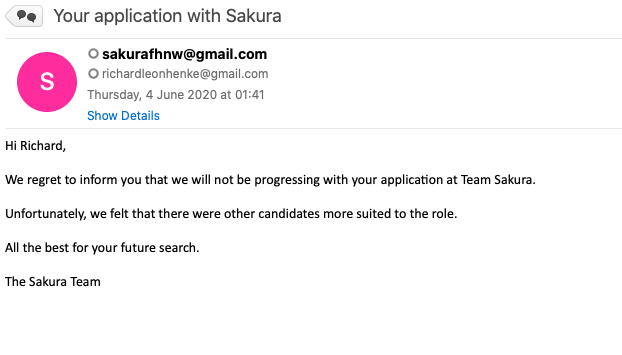 Your application with Sakura
S
sakurafhnw@gmail.com
richardleonhenke@gmail.com
Thursday, 4 June 2020 at 01:41
Show Details
Hi Richard,
We regret to inform you that we will not be progressing with your application at Team Sakura.
Unfortunately, we felt that there were other candidates more suited to the role.
All the best for your future search.
The Sakura Team